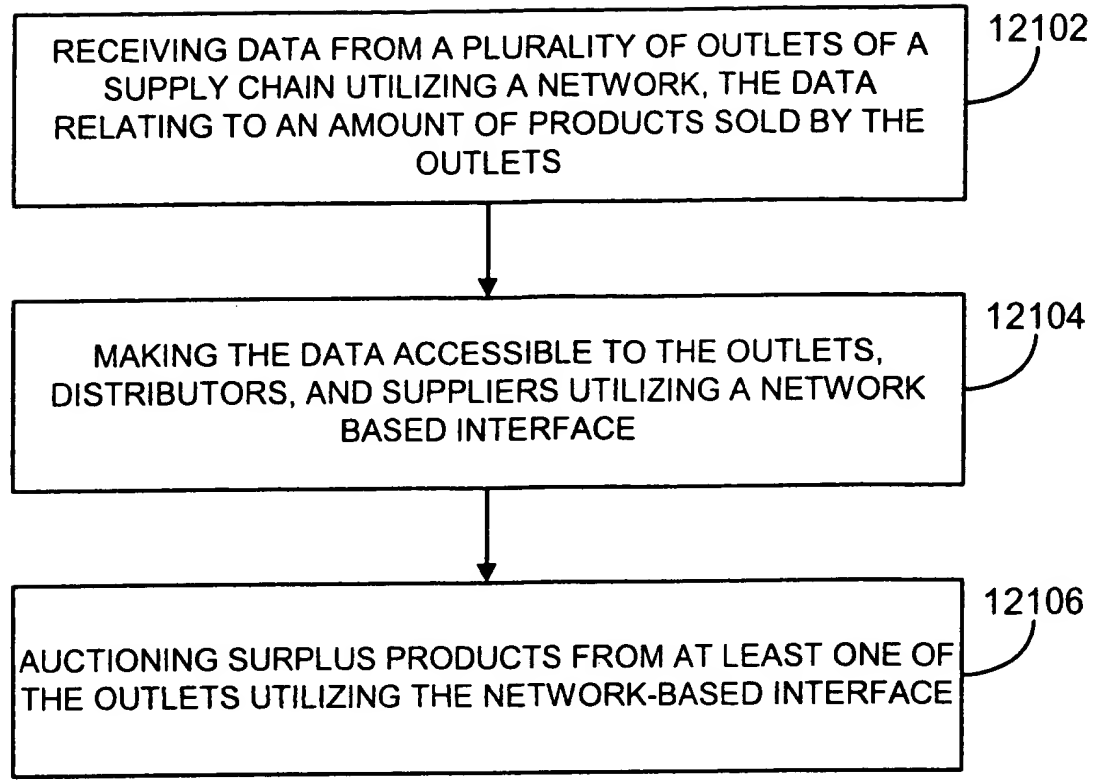 12102
RECEIVING DATA FROM A PLURALITY OF OUTLETS OF A
SUPPLY CHAIN UTILIZING A NETWORK, THE DATA
RELATING TO AN AMOUNT OF PRODUCTS SOLD BY THE
OUTLETS
12104
MAKING THE DATA ACCESSIBLE TO THE OUTLETS,
DISTRIBUTORS, AND SUPPLIERS UTILIZING A NETWORK
BASED INTERFACE
12106
AUCTIONING SURPLUS PRODUCTS FROM AT LEAST ONE OF
THE OUTLETS UTILIZING THE NETWORK-BASED INTERFACE